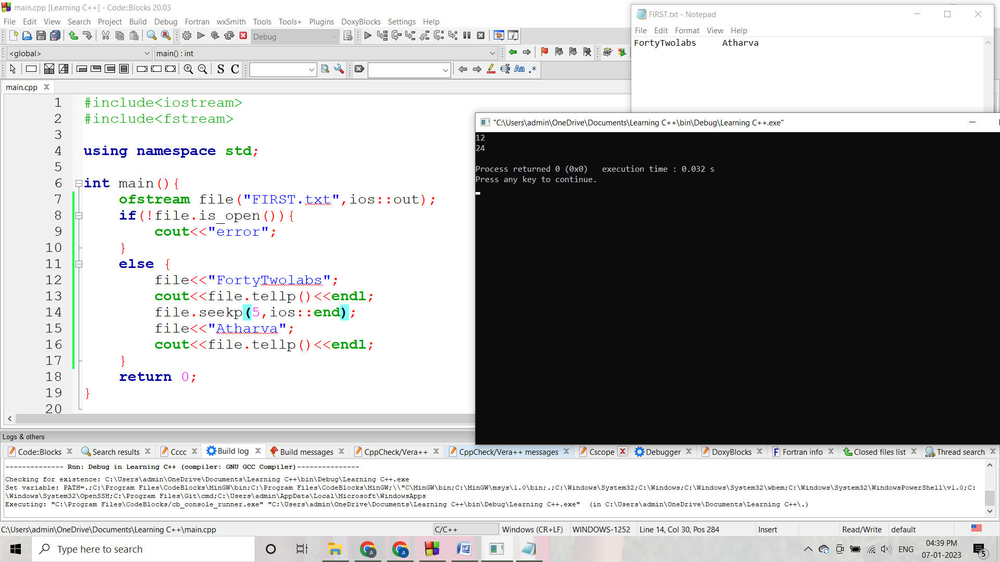 main.cpp [Learning C++] - Code::Blocks 20.03
File Edit View Search Project Build Debug Fortran wxSmith Tools Tools+ Plugins DoxyBlocks Settings Help
Debug
<global> main() : int
S C Aa .*
main.cpp
1 #include<iostream>
2 #include<fstream>
3
4 using namespace std;
5
6 int main(){
7 ofstream file("FIRST.txt",ios::out);
8 if(!file.is_open()){
9 cout<<"error";
10 }
11 else {
12 file<<"FortyTwolabs";
13 cout<<file.tellp()<<endl;
14 file.seekp(5,ios::end);
15 file<<"Atharva";
16 cout<<file.tellp()<<endl;
17 }
18 return 0;
19 }
20
FIRST.txt - Notepad
File Edit Format View Help
FortyTwolabs     Atharva
"C:\Users\admin\OneDrive\Documents\Learning C++\bin\Debug\Learning C++.exe"
12
24
Process returned 0 (0x0)   execution time : 0.032 s
Press any key to continue.
Logs & others
Code::Blocks Search results Cccc Build log Build messages CppCheck/Vera++ CppCheck/Vera++ messages Cscope Debugger DoxyBlocks Fortran info Closed files list Thread search
-------------- Run: Debug in Learning C++ (compiler: GNU GCC Compiler)---------------
Checking for existence: C:\Users\admin\OneDrive\Documents\Learning C++\bin\Debug\Learning C++.exe
Set variable: PATH=.;C:\Program Files\CodeBlocks\MinGW\bin;C:\Program Files\CodeBlocks\MinGW;\\"C\MinGW\bin;C:\MinGW\msys\1.0\bin;.;C:\Windows\System32;C:\Windows;C:\Windows\System32\wbem;C:\Windows\System32\WindowsPowerShell\v1.0;C:
\Windows\System32\OpenSSH;C:\Program Files\Git\cmd;C:\Users\admin\AppData\Local\Microsoft\WindowsApps
Executing: "C:\Program Files\CodeBlocks/cb_console_runner.exe" "C:\Users\admin\OneDrive\Documents\Learning C++\bin\Debug\Learning C++.exe"  (in C:\Users\admin\OneDrive\Documents\Learning C++\.)
C:\Users\admin\OneDrive\Documents\Learning C++\main.cpp C/C++ Windows (CR+LF) WINDOWS-1252 Line 14, Col 30, Pos 284 Insert Read/Write default
Type here to search
ENG
04:39 PM
07-01-2023
5